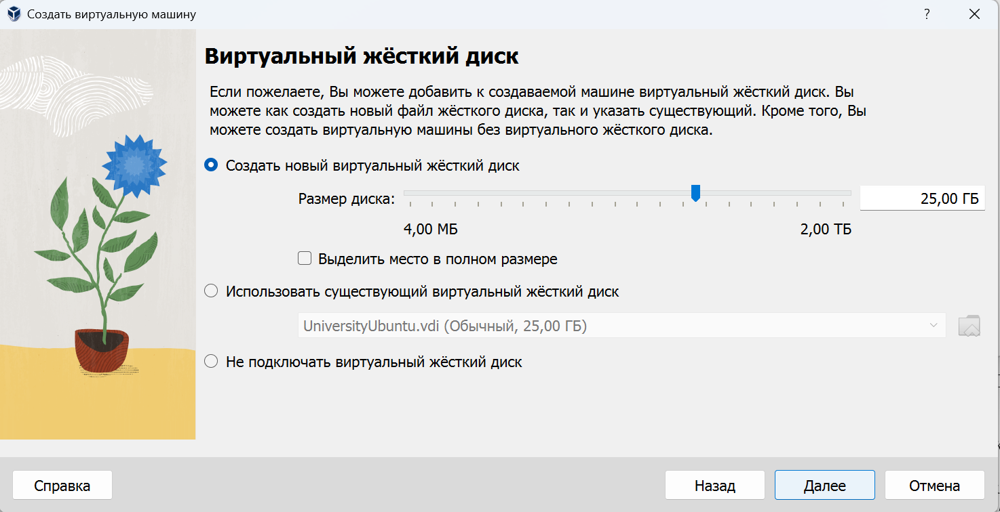 Создать виртуальную машину
?
Виртуальный жёсткий диск
Если пожелаете, Вы можете добавить к создаваемой машине виртуальный жёсткий диск. Вы
можете как создать новый файл жёсткого диска, так и указать существующий. Кроме того, Вы
можете создать виртуальную машины без виртуального жёсткого диска.
Создать новый виртуальный жёсткий диск
Размер диска:
25,00 ГБ
4,00 МБ
2,00 ТБ
Выделить место в полном размере
Использовать существующий виртуальный жёсткий диск
UniversityUbuntu.vdi (Обычный, 25,00 ГБ)
Не подключать виртуальный жёсткий диск
Справка
Назад
Далее
Отмена